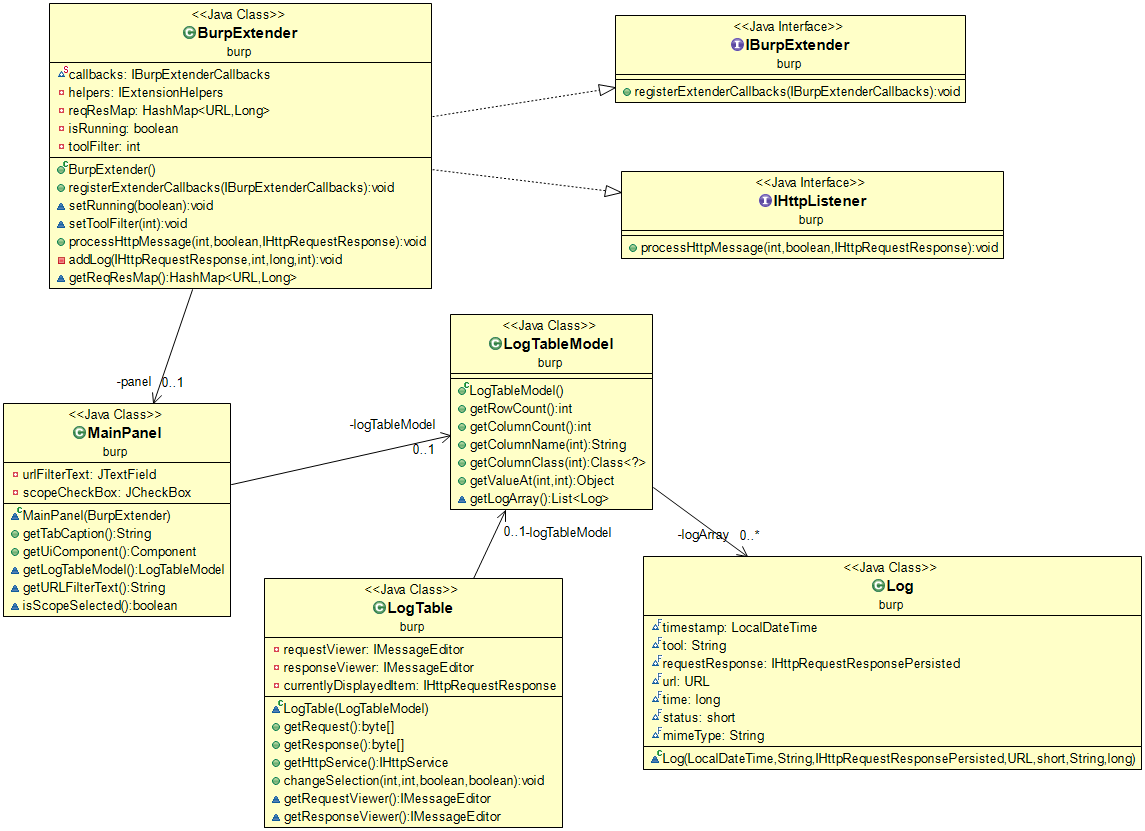 <<Java Class>>
BurpExtender
burp
callbacks: IBurpExtenderCallbacks
helpers: IExtensionHelpers
reqResMap: HashMap<URL,Long>
isRunning: boolean
toolFilter: int
BurpExtender()
registerExtenderCallbacks(IBurpExtenderCallbacks):void
setRunning(boolean):void
setToolFilter(int):void
processHttpMessage(int,boolean,IHttpRequestResponse):void
addLog(IHttpRequestResponse,int,long,int):void
getReqResMap():HashMap<URL,Long>
<<Java Interface>>
IBurpExtender
burp
registerExtenderCallbacks(IBurpExtenderCallbacks):void
<<Java Interface>>
IHttpListener
burp
processHttpMessage(int,boolean,IHttpRequestResponse):void
-panel 0..1
<<Java Class>>
MainPanel
burp
urlFilterText: JTextField
scopeCheckBox: JCheckBox
MainPanel(BurpExtender)
getTabCaption():String
getUiComponent():Component
getLogTableModel():LogTableModel
getURLFilterText():String
isScopeSelected():boolean
-logTableModel
0..1
<<Java Class>>
LogTableModel
burp
LogTableModel()
getRowCount():int
getColumnCount():int
getColumnName(int):String
getColumnClass(int):Class<?>
getValueAt(int,int):Object
getLogArray():List<Log>
0..1 -logTableModel
-logArray 0..*
<<Java Class>>
LogTable
burp
requestViewer: IMessageEditor
responseViewer: IMessageEditor
currentlyDisplayedItem: IHttpRequestResponse
LogTable(LogTableModel)
getRequest():byte[]
getResponse():byte[]
getHttpService():IHttpService
changeSelection(int,int,boolean,boolean):void
getRequestViewer():IMessageEditor
getResponseViewer():IMessageEditor
<<Java Class>>
Log
burp
timestamp: LocalDateTime
tool: String
requestResponse: IHttpRequestResponsePersisted
url: URL
time: long
status: short
mimeType: String
Log(LocalDateTime,String,IHttpRequestResponsePersisted,URL,short,String,long)